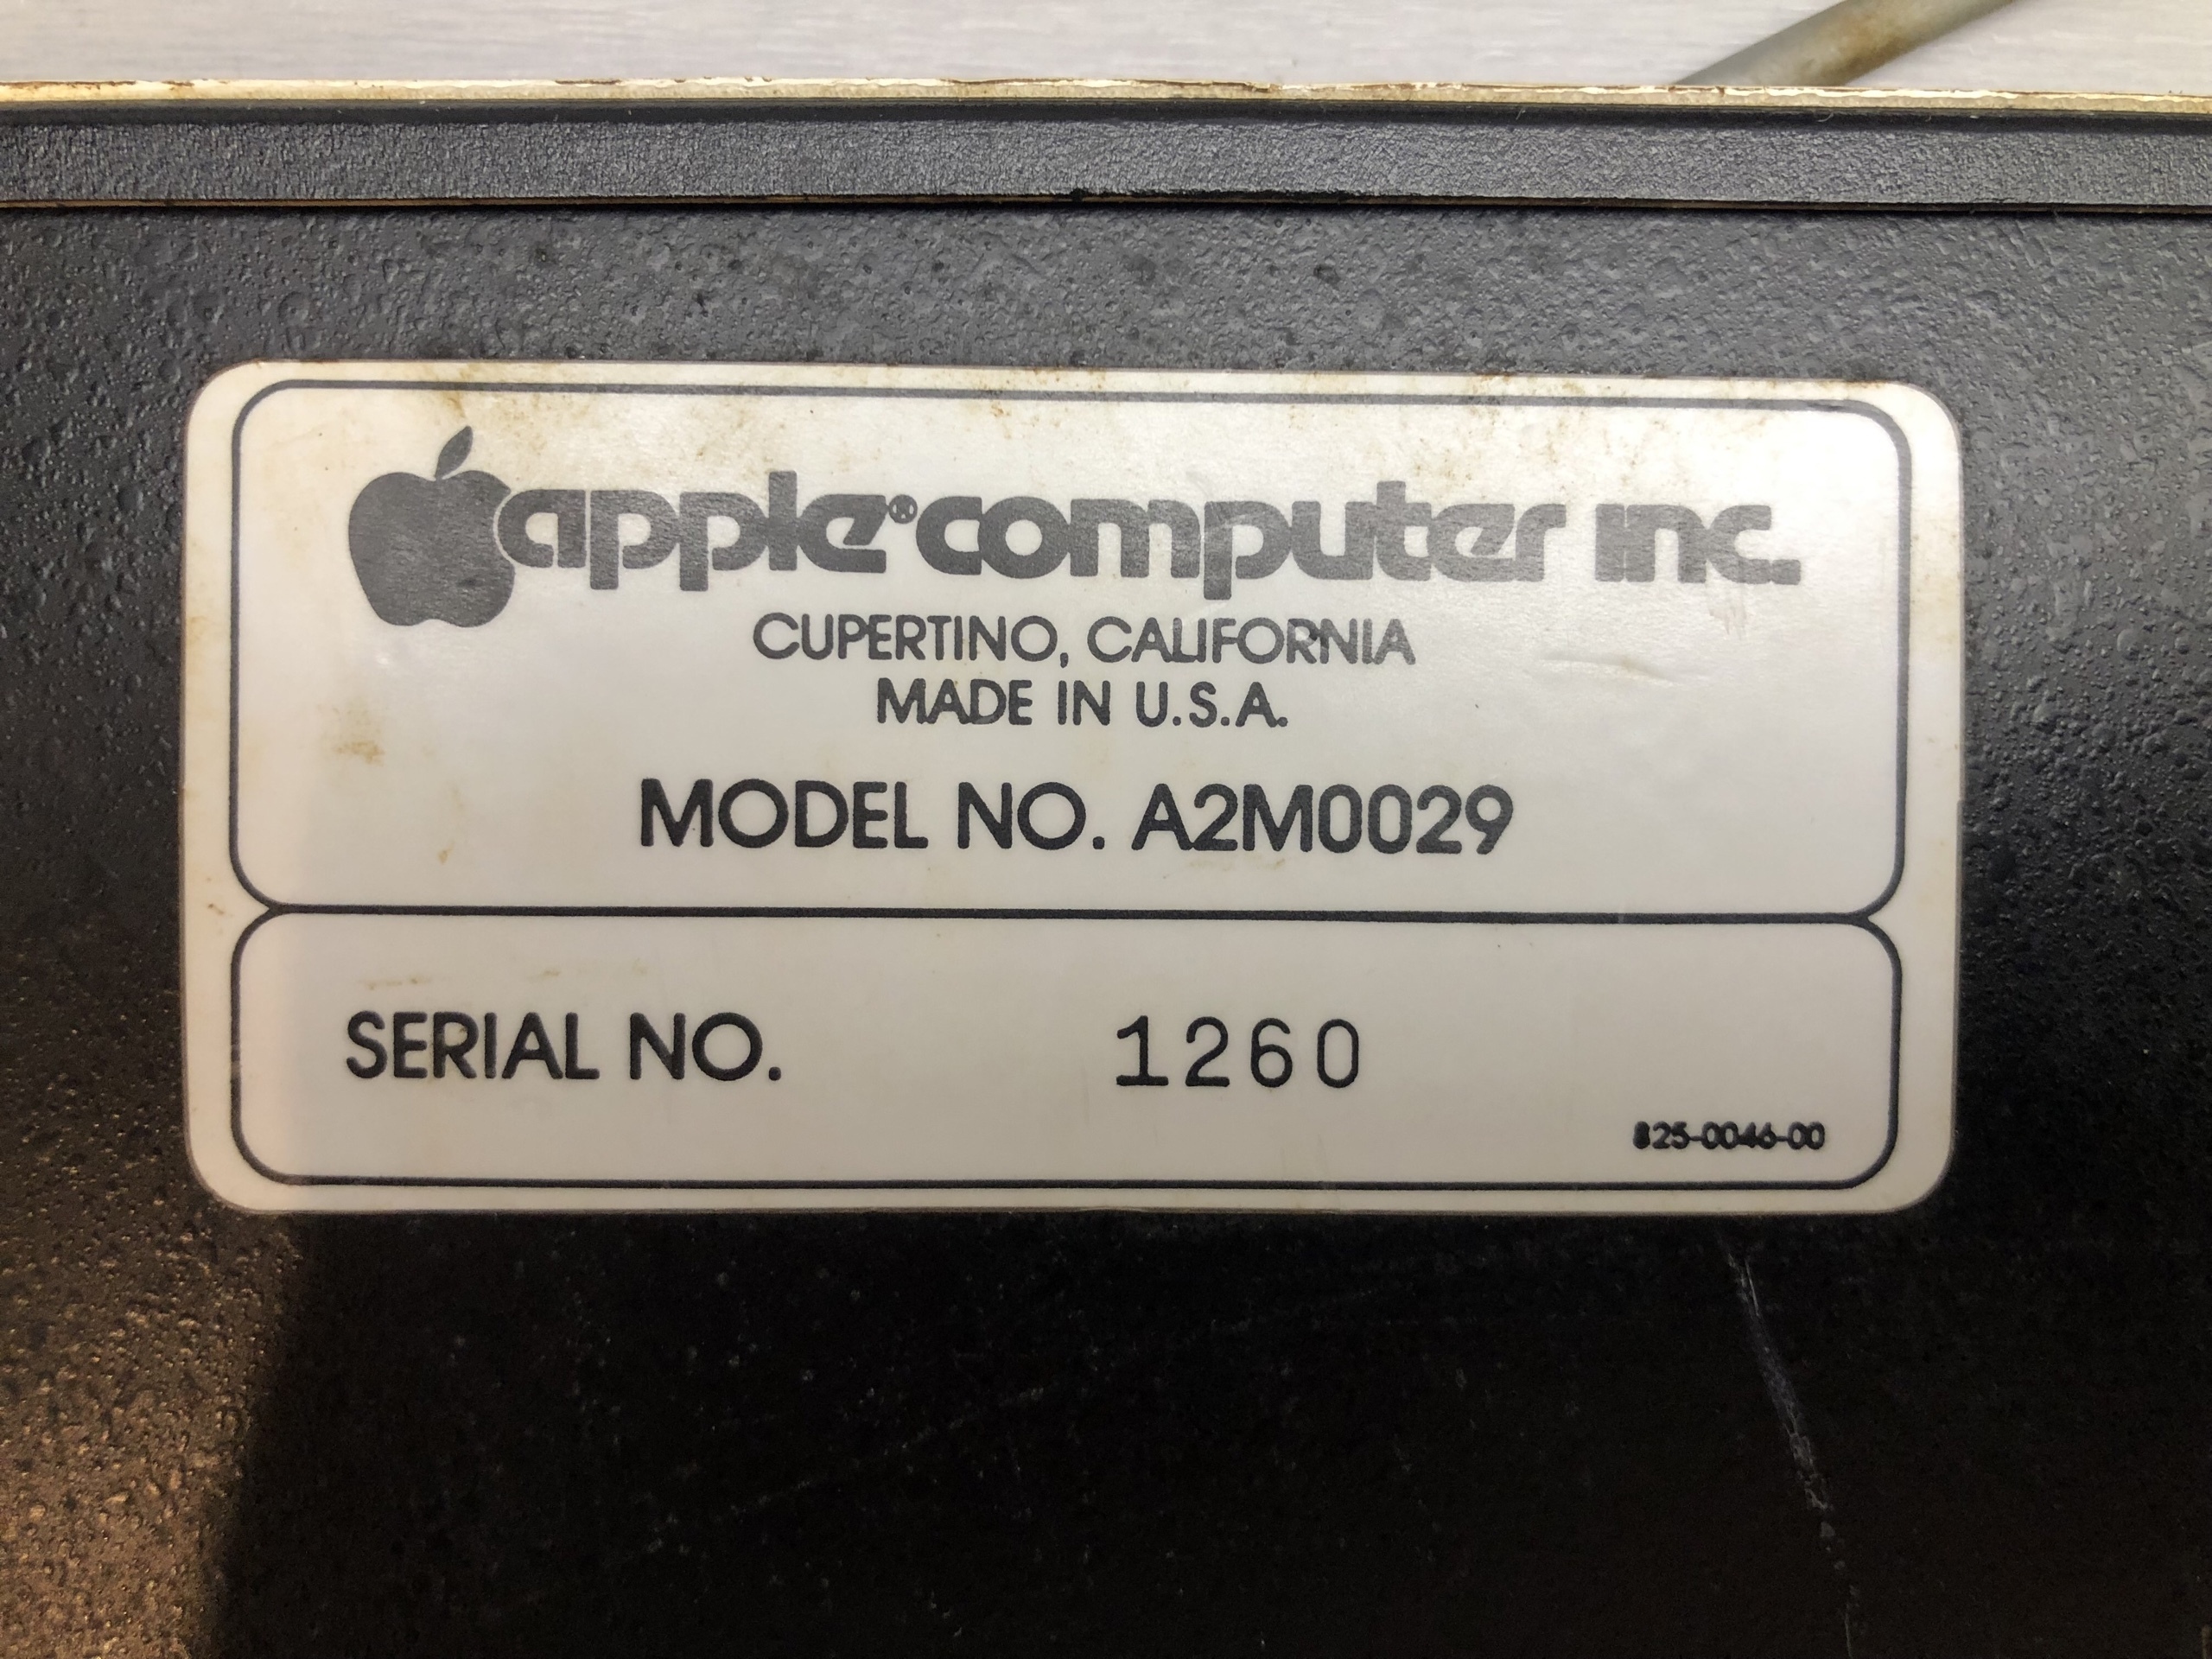 apple® computer inc.
CUPERTINO, CALIFORNIA
MADE IN U.S.A.
MODEL NO. A2M0029
SERIAL NO. 1260
825-0046-00